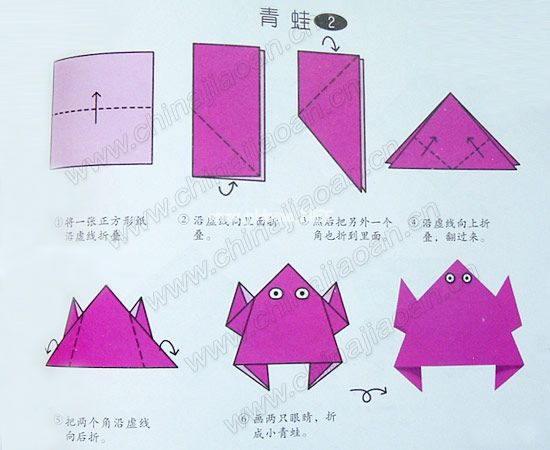 青蛙 2
①将一张正方形纸
沿虚线折叠。
②沿虚线向里面折
叠。
③然后把另外一个
角也折到里面。
④沿虚线向上折
叠，翻过来。
⑤把两个角沿虚线
向后折。
⑥画两只眼睛，折
成小青蛙。
www.chinajiaoan.cn
www.chinajiaoan.cn
www.chinajiaoan.cn